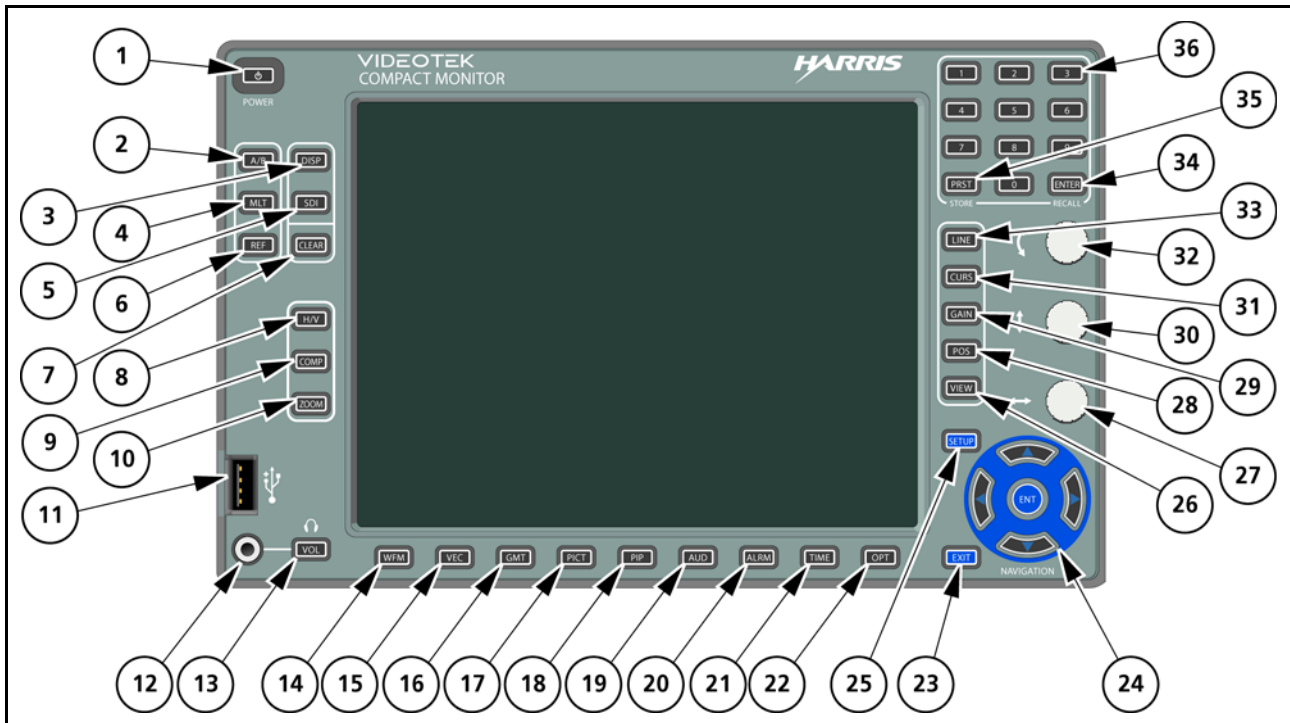 1
VIDEOTEK
COMPACT MONITOR
HARRIS
POWER
1 2 3
36
4 5 6
35
7 8 9
34
PRST 0 ENTER
STORE RECALL
2
A/B DISP
3
MLT SDI
4
REF CLEAR
5
6
7
H/V
8
COMP
9
ZOOM
10
11
LINE
33
32
CURS
31
GAIN
30
POS
29
VIEW
28
27
SETUP
26
ENT
VOL WFM VEC GMT PICT PIP AUD ALRM TIME OPT EXIT
NAVIGATION
12 13 14 15 16 17 18 19 20 21 22 25 23 24